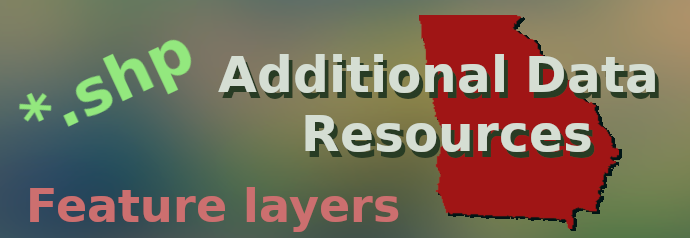 *.shp
Additional Data
Resources
Feature layers